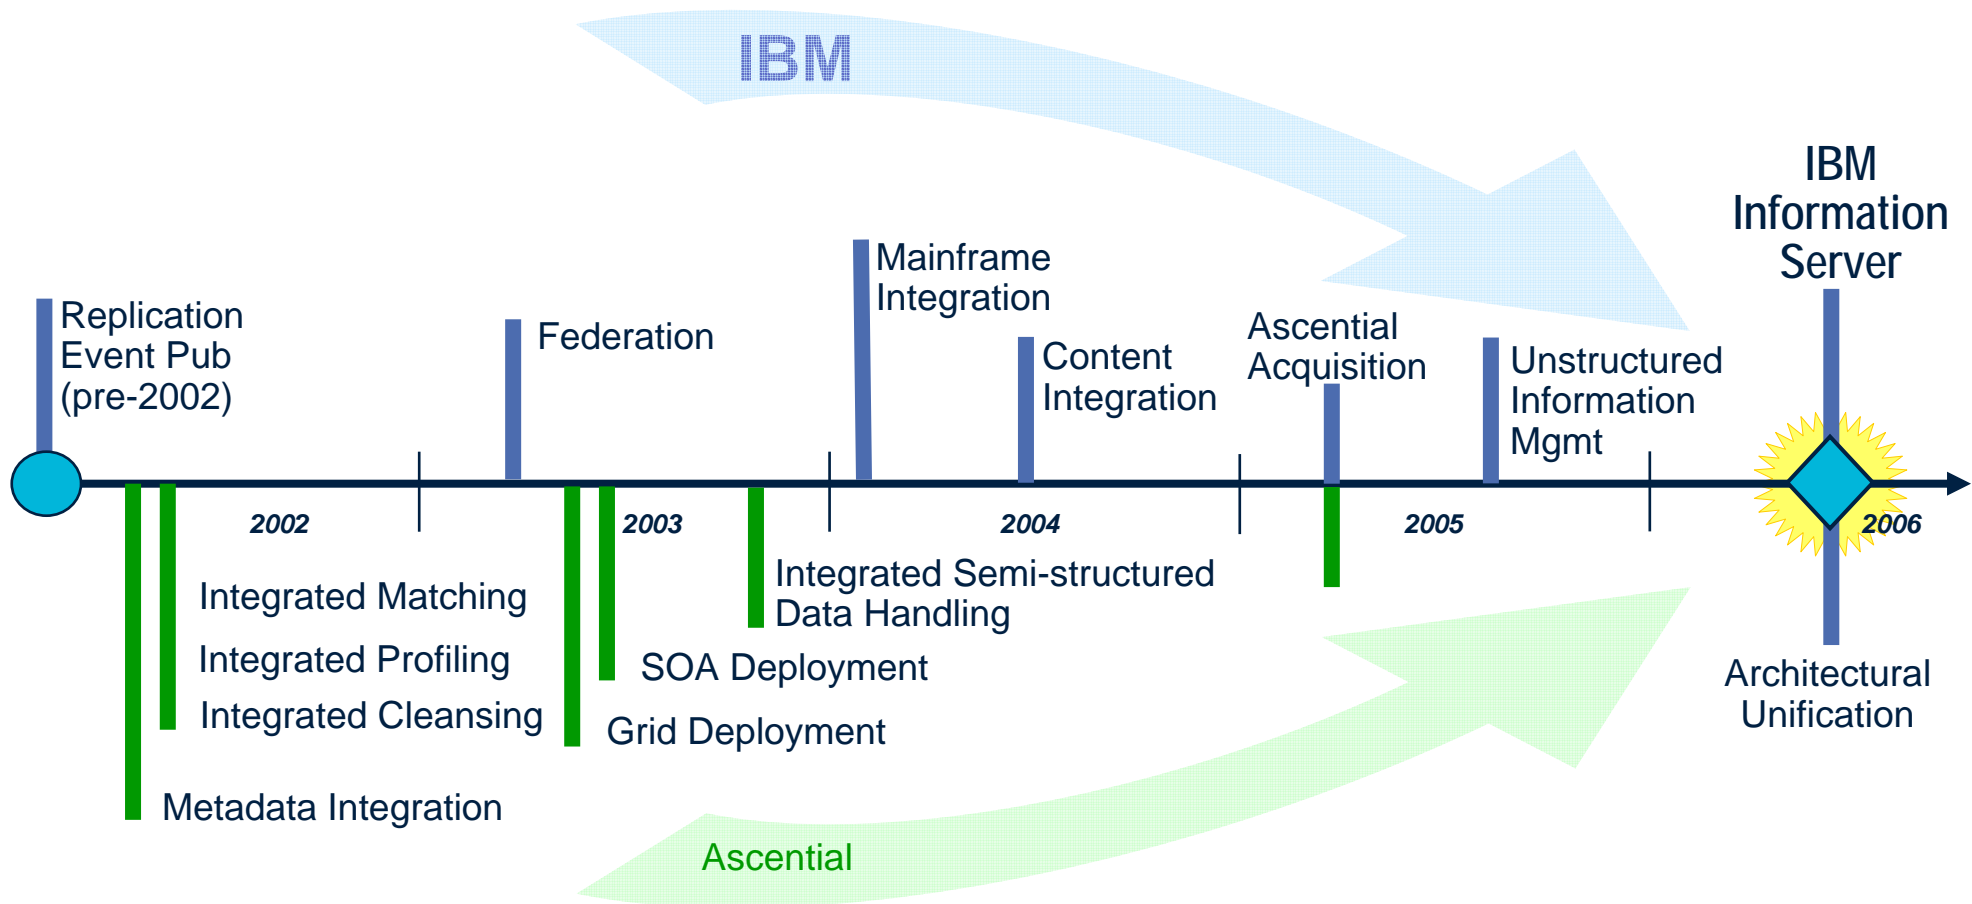 IBM
IBM
Information
Server
Mainframe
Integration
Replication
Event Pub
(pre-2002)
Federation
Content
Integration
Ascential
Acquisition
Unstructured
Information
Mgmt
2002
2003
2004
2005
2006
Integrated Matching
Integrated Profiling
Integrated Cleansing
Metadata Integration
Integrated Semi-structured
Data Handling
SOA Deployment
Grid Deployment
Architectural
Unification
Ascential